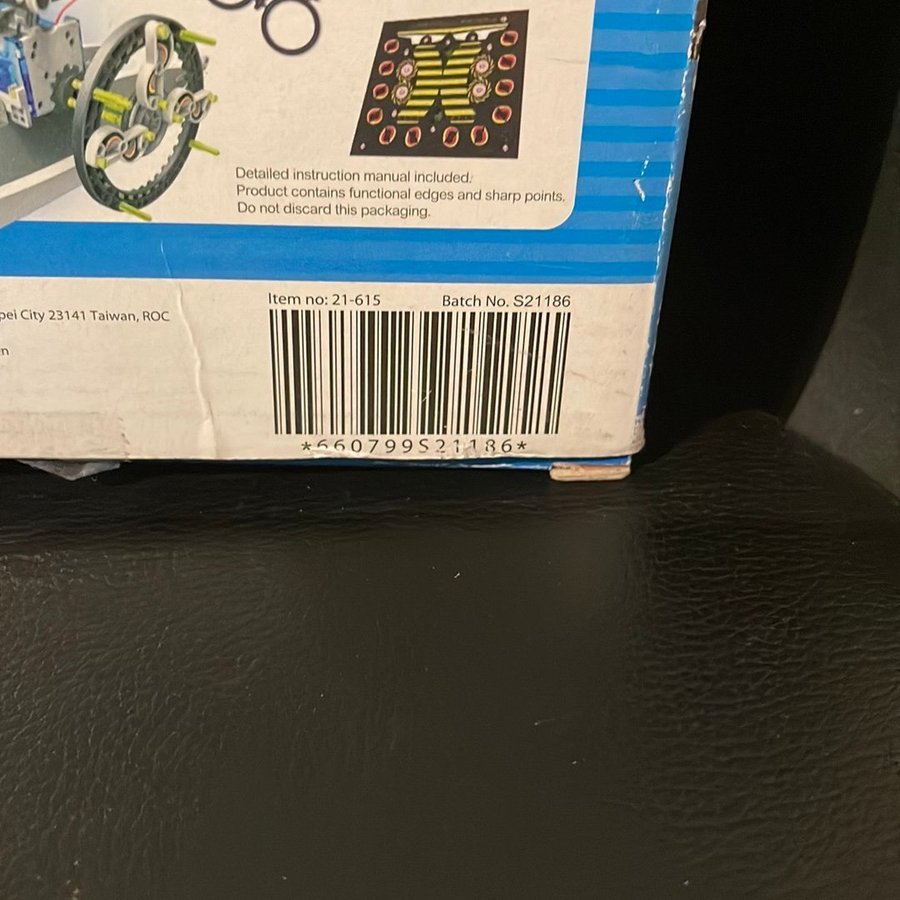 Detailed instruction manual included.
Product contains functional edges and sharp points.
Do not discard this packaging.
Item no: 21-615 Batch No. S21186
pei City 23141 Taiwan, ROC
n
*660799S21186*